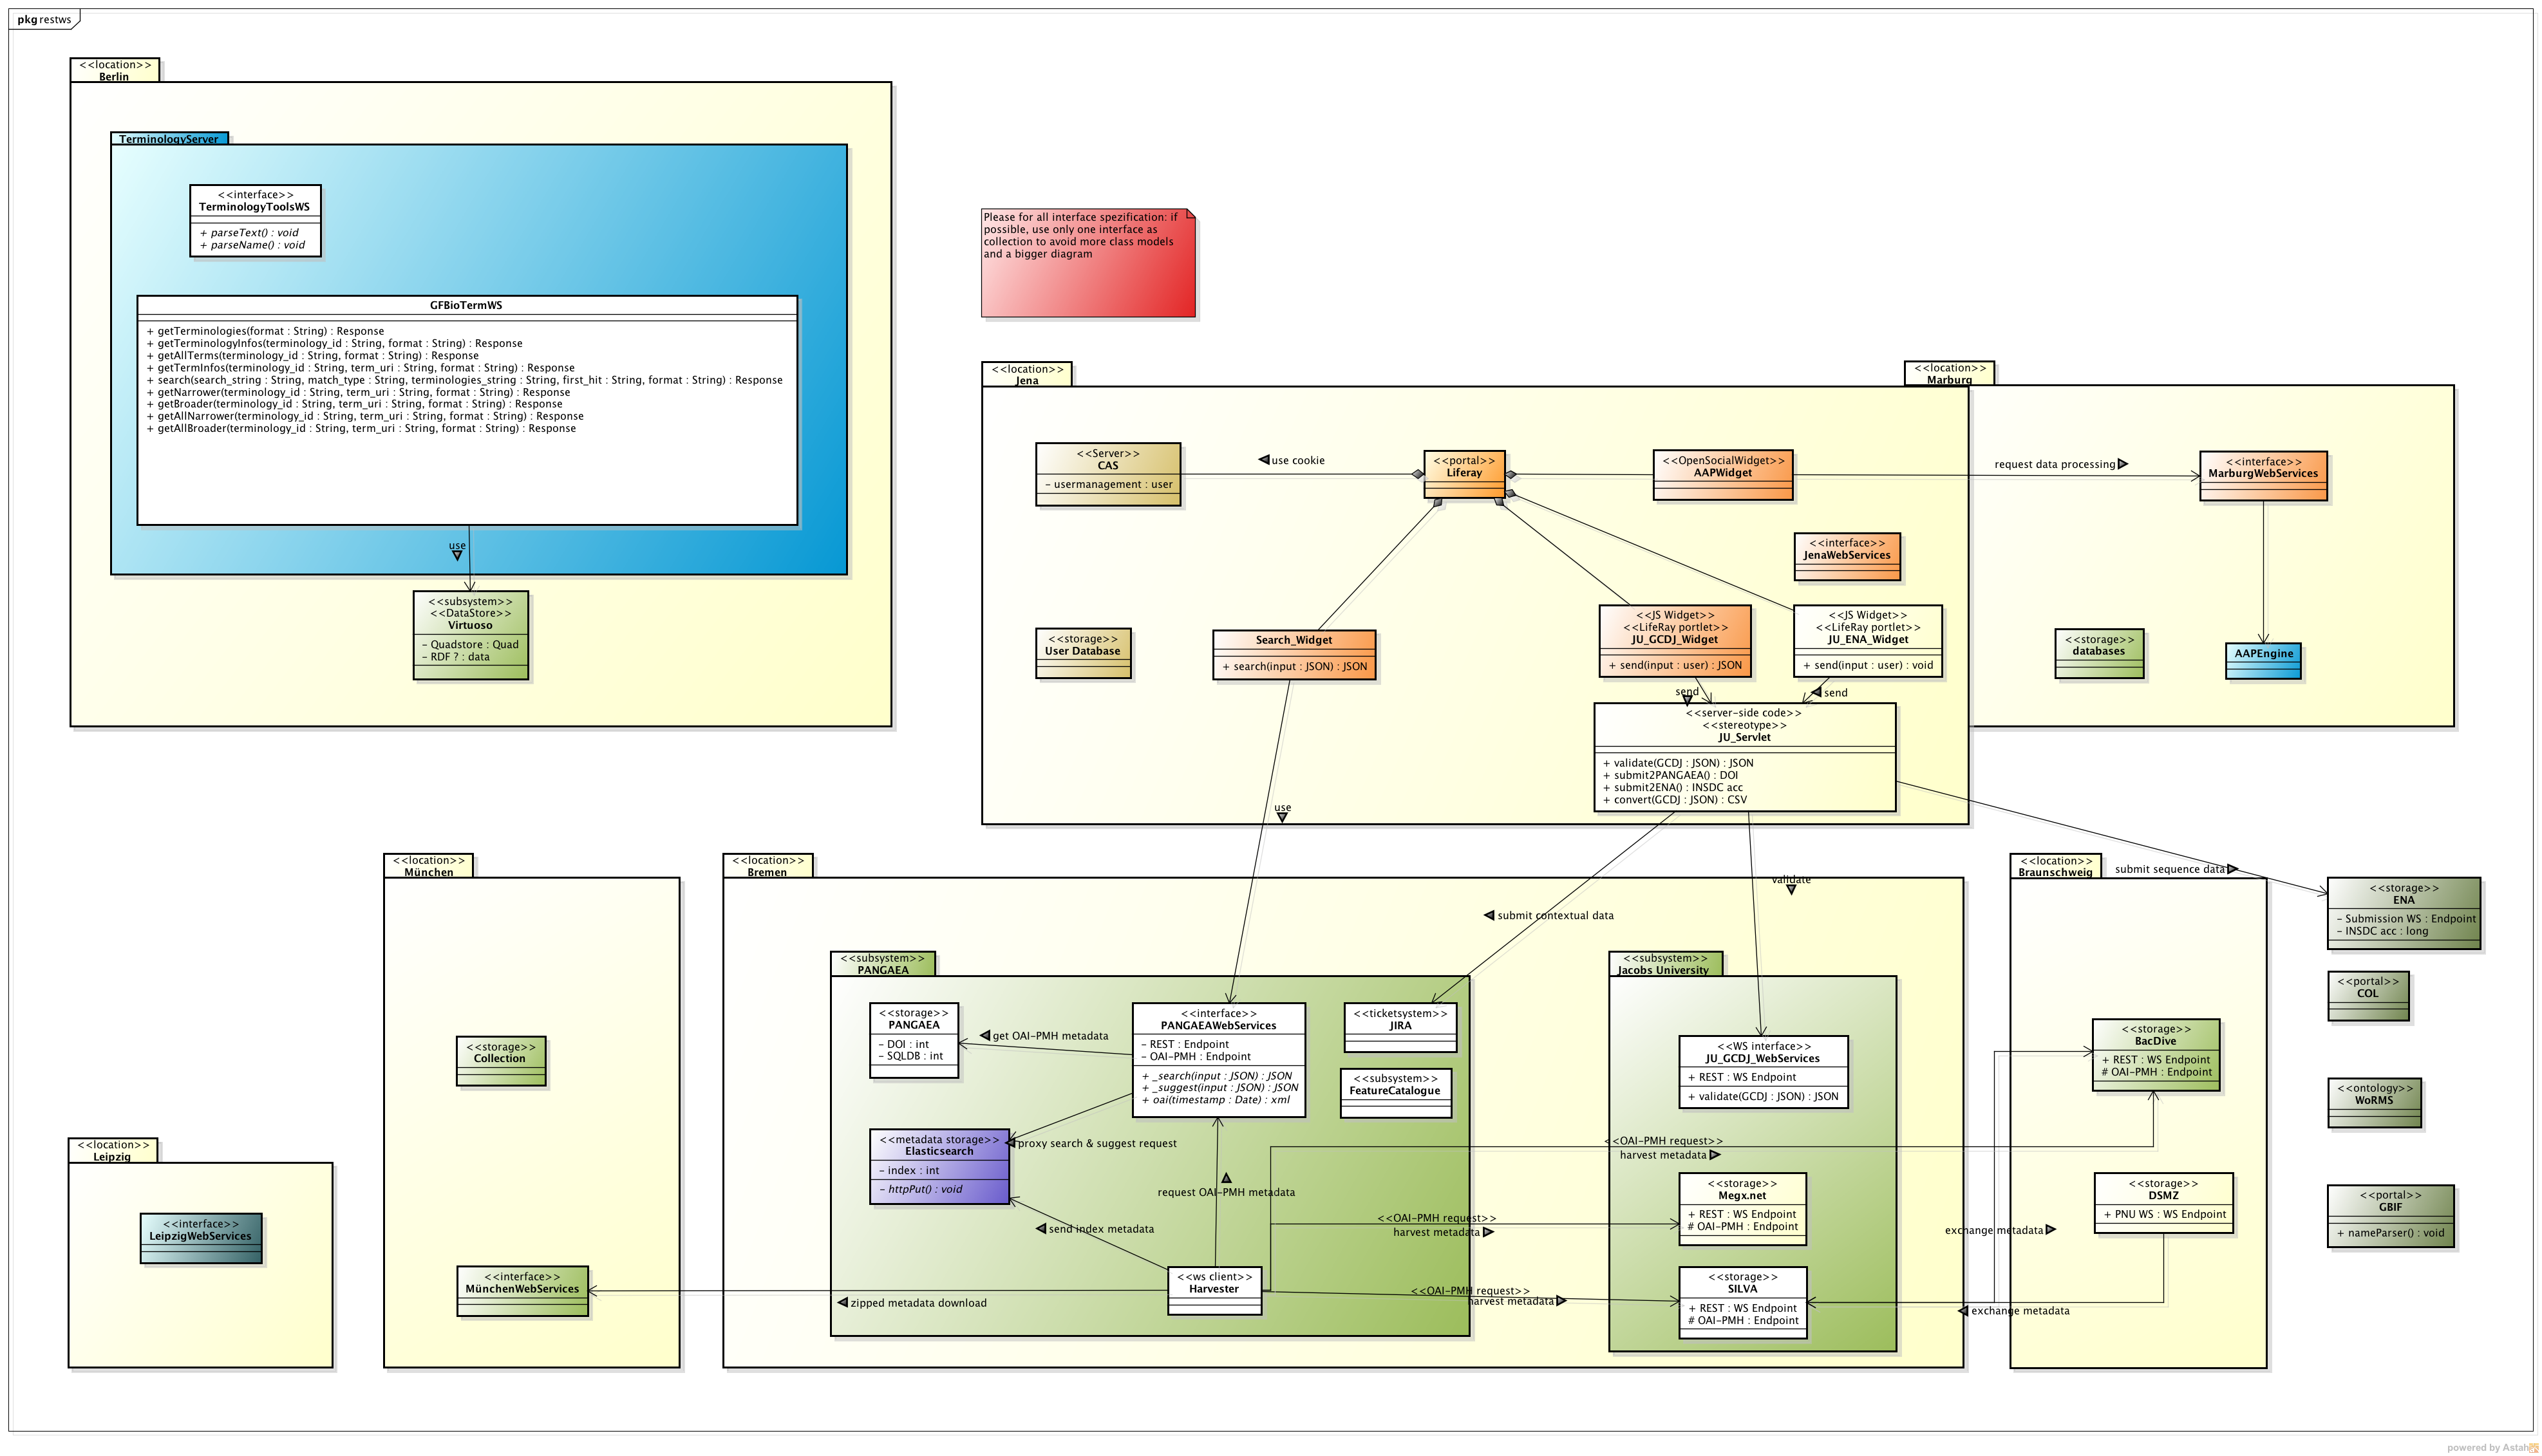 pkg restws
<<location>>
Berlin
TerminologyServer
<<interface>>
TerminologyToolsWS
+ parseText() : void
+ parseName() : void
GFBioTermWS
+ getTerminologies(format : String) : Response
+ getTerminologyInfos(terminology_id : String, format : String) : Response
+ getAllTerms(terminology_id : String, format : String) : Response
+ getTermInfos(terminology_id : String, term_uri : String, format : String) : Response
+ search(search_string : String, match_type : String, terminologies_string : String, first_hit : String, format : String) : Response
+ getNarrower(terminology_id : String, term_uri : String, format : String) : Response
+ getBroader(terminology_id : String, term_uri : String, format : String) : Response
+ getAllNarrower(terminology_id : String, term_uri : String, format : String) : Response
+ getAllBroader(terminology_id : String, term_uri : String, format : String) : Response
use
<<subsystem>>
<<DataStore>>
Virtuoso
- Quadstore : Quad
- RDF ? : data
Please for all interface spezification: if
possible, use only one interface as
collection to avoid more class models
and a bigger diagram
<<location>>
Jena
<<Server>>
CAS
- usermanagement : user
use cookie
<<portal>>
Liferay
<<OpenSocialWidget>>
AAPWidget
<<interface>>
JenaWebServices
<<storage>>
User Database
Search_Widget
+ search(input : JSON) : JSON
<<JS Widget>>
<<LifeRay portlet>>
JU_GCDJ_Widget
+ send(input : user) : JSON
<<JS Widget>>
<<LifeRay portlet>>
JU_ENA_Widget
+ send(input : user) : void
send
send
<<server-side code>>
<<stereotype>>
JU_Servlet
+ validate(GCDJ : JSON) : JSON
+ submit2PANGAEA() : DOI
+ submit2ENA() : INSDC acc
+ convert(GCDJ : JSON) : CSV
use
<<location>>
Marburg
request data processing
<<interface>>
MarburgWebServices
<<storage>>
databases
AAPEngine
<<location>>
Leipzig
<<interface>>
LeipzigWebServices
<<location>>
München
<<storage>>
Collection
<<interface>>
MünchenWebServices
<<location>>
Bremen
validate
submit contextual data
<<subsystem>>
PANGAEA
<<storage>>
PANGAEA
- DOI : int
- SQLDB : int
get OAI-PMH metadata
<<interface>>
PANGAEAWebServices
- REST : Endpoint
- OAI-PMH : Endpoint
+ _search(input : JSON) : JSON
+ _suggest(input : JSON) : JSON
+ oai(timestamp : Date) : xml
<<ticketsystem>>
JIRA
<<subsystem>>
FeatureCatalogue
<<metadata storage>>
Elasticsearch
- index : int
- httpPut() : void
proxy search & suggest request
request OAI-PMH metadata
send index metadata
<<ws client>>
Harvester
zipped metadata download
<<subsystem>>
Jacobs University
<<WS interface>>
JU_GCDJ_WebServices
+ REST : WS Endpoint
+ validate(GCDJ : JSON) : JSON
<<OAI-PMH request>>
harvest metadata
<<storage>>
Megx.net
+ REST : WS Endpoint
# OAI-PMH : Endpoint
<<OAI-PMH request>>
harvest metadata
<<storage>>
SILVA
+ REST : WS Endpoint
# OAI-PMH : Endpoint
<<OAI-PMH request>>
harvest metadata
<<location>>
Braunschweig
submit sequence data
<<storage>>
BacDive
+ REST : WS Endpoint
# OAI-PMH : Endpoint
<<storage>>
DSMZ
+ PNU WS : WS Endpoint
exchange metadata
exchange metadata
<<storage>>
ENA
- Submission WS : Endpoint
- INSDC acc : long
<<portal>>
COL
<<ontology>>
WoRMS
<<portal>>
GBIF
+ nameParser() : void
powered by Astah